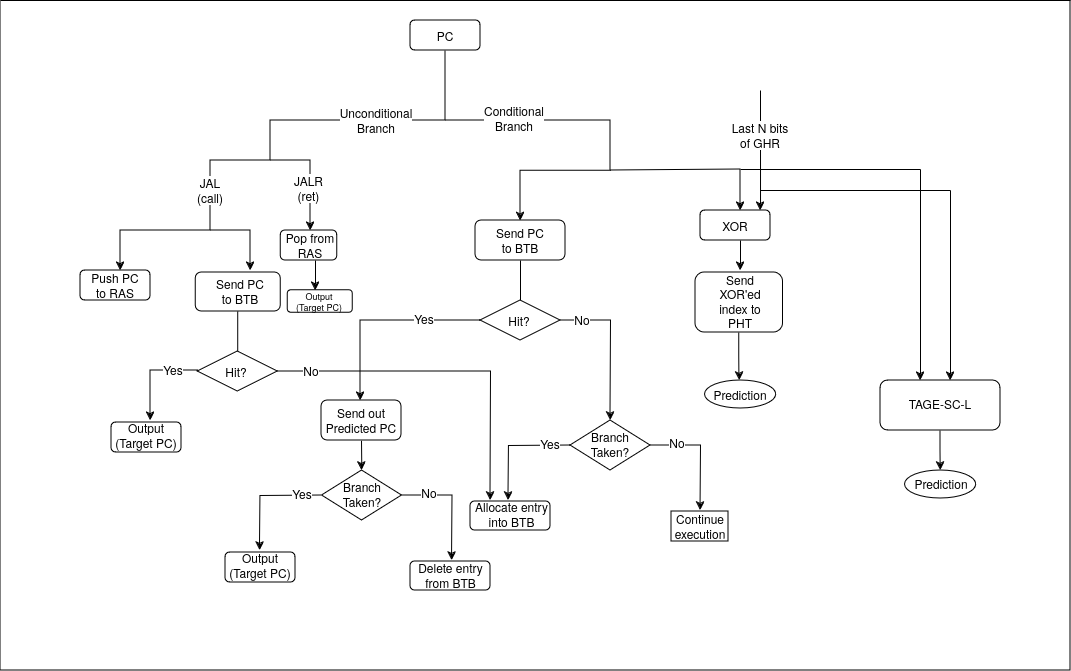 PC
Unconditional
Branch
Conditional
Branch
Last N bits
of GHR
JAL
(call)
JALR
(ret)
Push PC
to RAS
Send PC
to BTB
Pop from
RAS
Output
(Target PC)
Send PC
to BTB
XOR
Send
XOR'ed
index to
PHT
Hit?
Yes
No
Hit?
Yes
No
Prediction
TAGE-SC-L
Prediction
Output
(Target PC)
Send out
Predicted PC
Branch
Taken?
Yes
No
Branch
Taken?
Yes
No
Allocate entry
into BTB
Continue
execution
Output
(Target PC)
Delete entry
from BTB